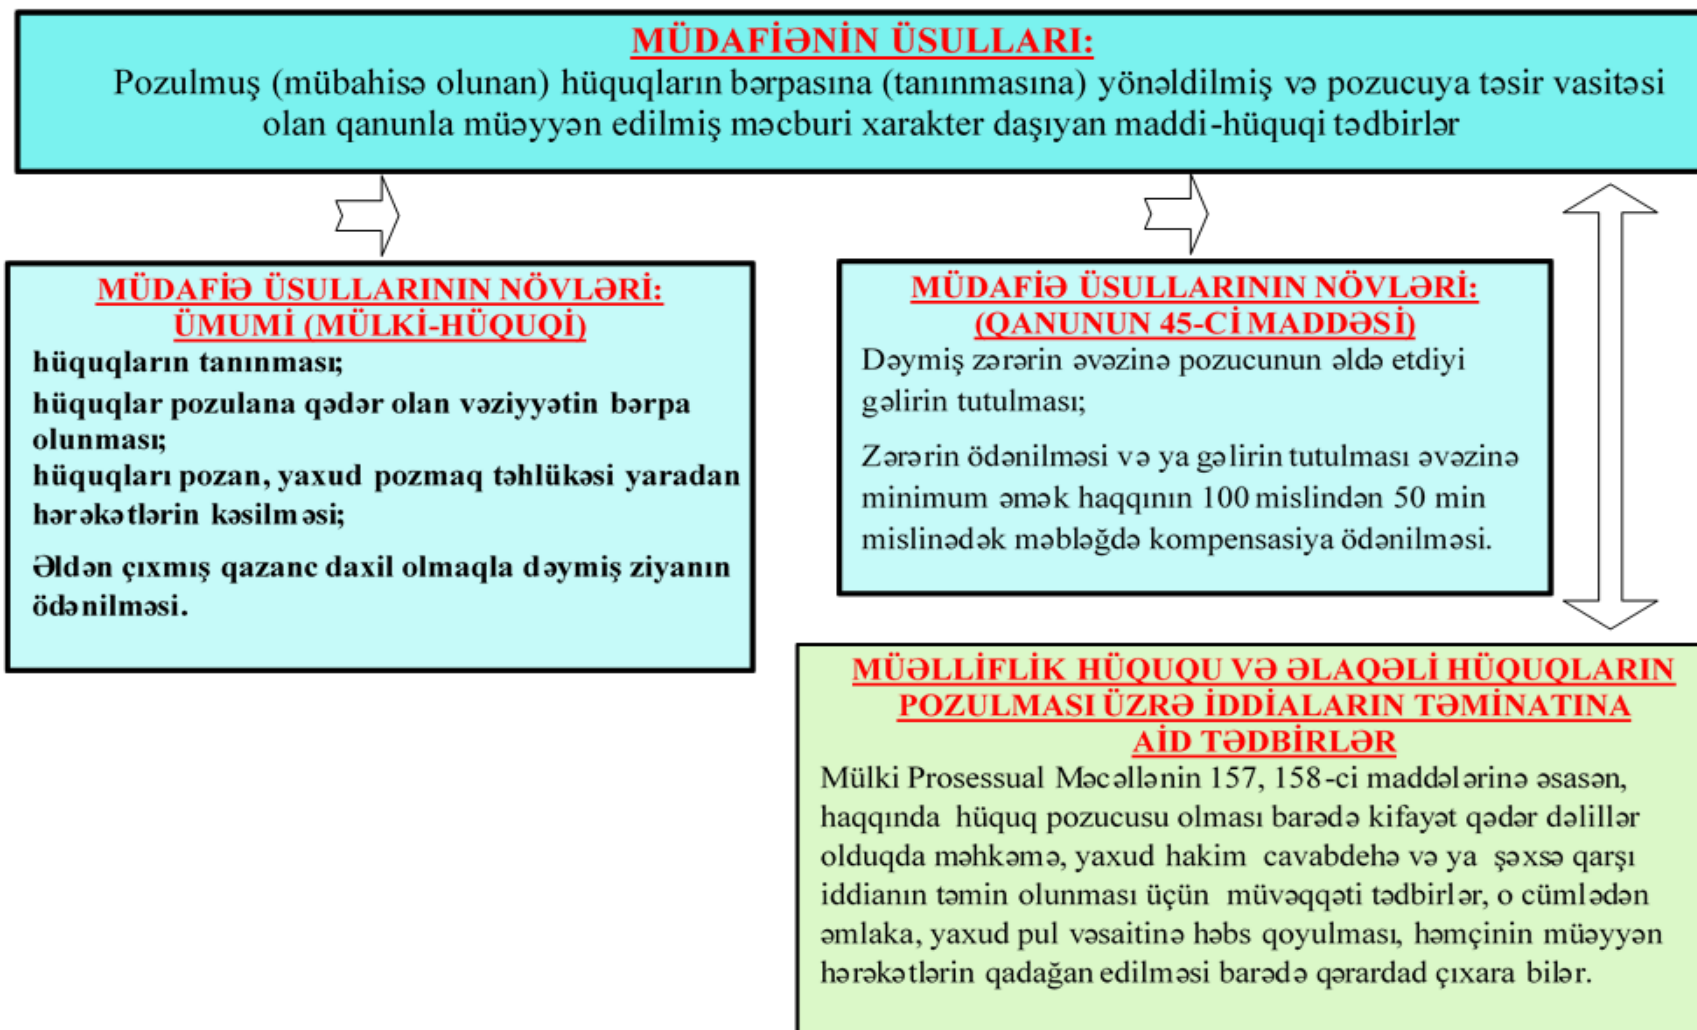 MÜDAFİƏNİN ÜSULLARI:
Pozulmuş (mübahisə olunan) hüquqların bərpasına (tanınmasına) yönəldilmiş və pozucuya təsir vasitəsi
olan qanunla müəyyən edilmiş məcburi xarakter daşıyan maddi-hüquqi tədbirlər
MÜDAFİƏ ÜSULLARININ NÖVLƏRİ:
ÜMUMİ (MÜLKİ-HÜQUQİ)
hüquqların tanınması;
hüquqlar pozulana qədər olan vəziyyətin bərpa
olunması;
hüquqları pozan, yaxud pozmaq təhlükəsi yaradan
hərəkətlərin kəsilməsi;
Əldən çıxmış qazanc daxil olmaqla dəymiş ziyanın
ödənilməsi.
MÜDAFİƏ ÜSULLARININ NÖVLƏRİ:
(QANUNUN 45-Cİ MADDƏSİ)
Dəymiş zərərin əvəzinə pozucunun əldə etdiyi
gəlirin tutulması;
Zərərin ödənilməsi və ya gəlirin tutulması əvəzinə
minimum əmək haqqının 100 mislindən 50 min
mislinədək məbləğdə kompensasiya ödənilməsi.
MÜƏLLİFLİK HÜQUQU VƏ ƏLAQƏLİ HÜQUQLARIN
POZULMASI ÜZRƏ İDDİALARIN TƏMİNATINA
AİD TƏDBİRLƏR
Mülki Prosessual Məcəllənin 157, 158-ci maddələrinə əsasən,
haqqında hüquq pozucusu olması barədə kifayət qədər dəlillər
olduqda məhkəmə, yaxud hakim cavabdehə və ya şəxsə qarşı
iddianın təmin olunması üçün müvəqqəti tədbirlər, o cümlədən
əmlaka, yaxud pul vəsaitinə həbs qoyulması, həmçinin müəyyən
hərəkətlərin qadağan edilməsi barədə qərardad çıxara bilər.